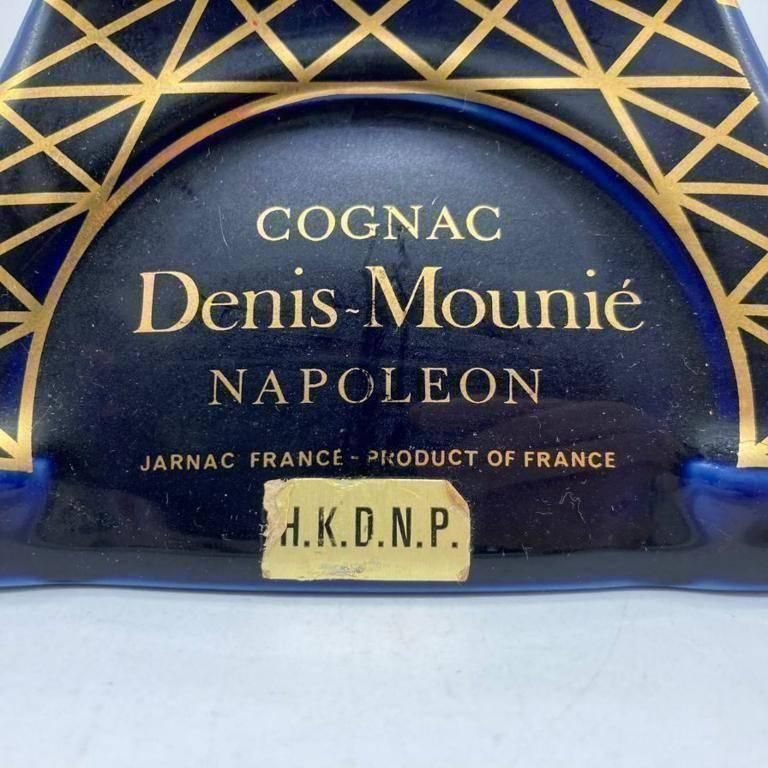 COGNAC
Denis-Mounié
NAPOLEON
JARNAC FRANCE - PRODUCT OF FRANCE
H.K.D.N.P.